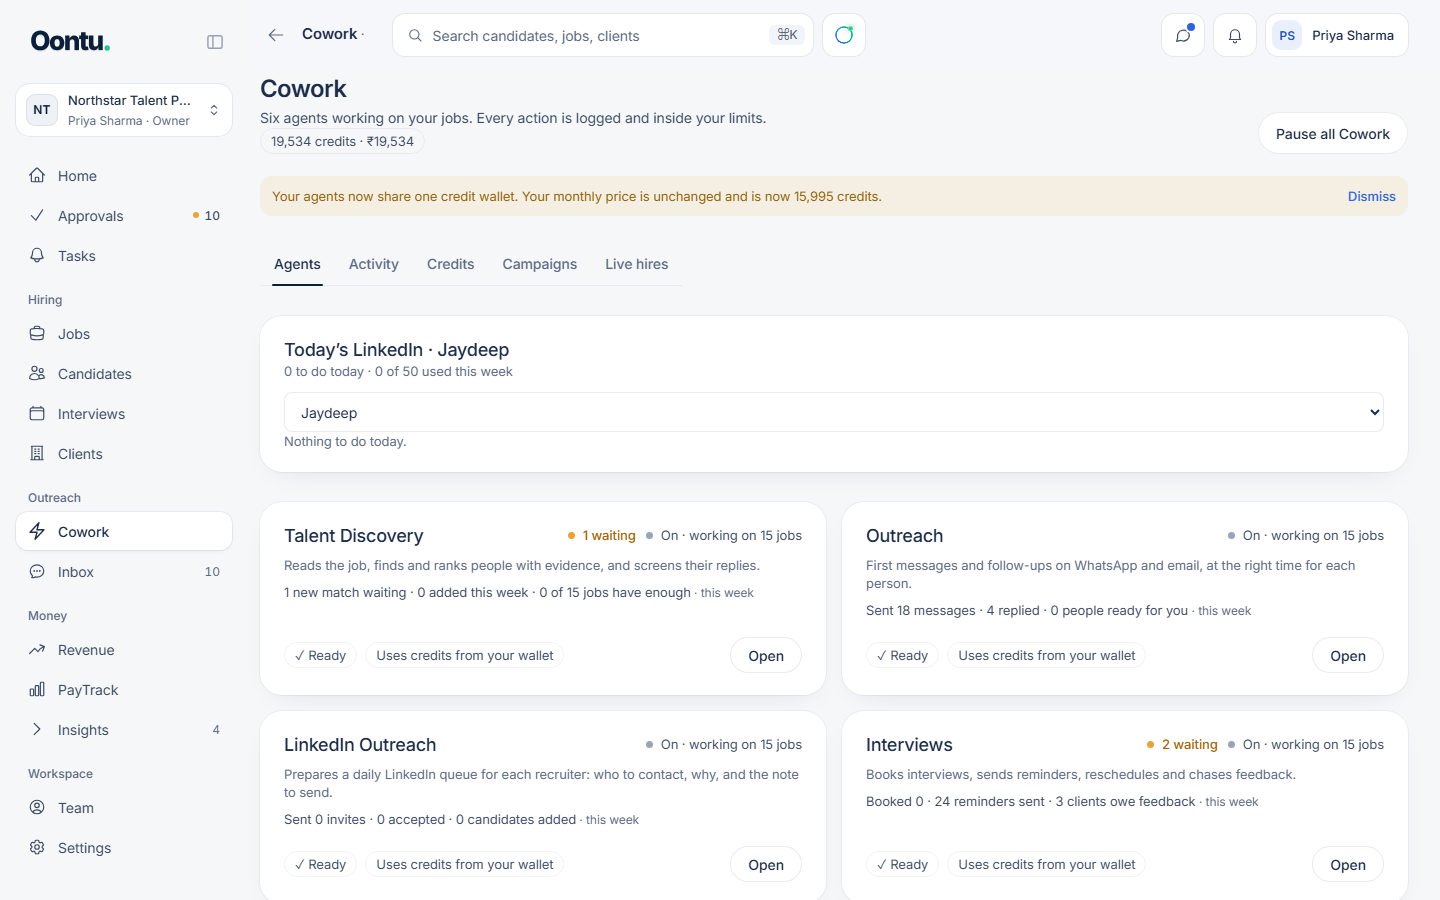 Oontu.
Cowork ·
Search candidates, jobs, clients
⌘K
PS
Priya Sharma
NT
Northstar Talent P...
Priya Sharma · Owner
Home
Approvals
10
Tasks
Hiring
Jobs
Candidates
Interviews
Clients
Outreach
Cowork
Inbox
10
Money
Revenue
PayTrack
Insights
4
Workspace
Team
Settings
Cowork
Six agents working on your jobs. Every action is logged and inside your limits.
19,534 credits · ₹19,534
Pause all Cowork
Your agents now share one credit wallet. Your monthly price is unchanged and is now 15,995 credits.
Dismiss
Agents
Activity
Credits
Campaigns
Live hires
Today’s LinkedIn · Jaydeep
0 to do today · 0 of 50 used this week
Jaydeep
Nothing to do today.
Talent Discovery
1 waiting
On · working on 15 jobs
Reads the job, finds and ranks people with evidence, and screens their replies.
1 new match waiting · 0 added this week · 0 of 15 jobs have enough · this week
✓ Ready
Uses credits from your wallet
Open
Outreach
On · working on 15 jobs
First messages and follow-ups on WhatsApp and email, at the right time for each
person.
Sent 18 messages · 4 replied · 0 people ready for you · this week
✓ Ready
Uses credits from your wallet
Open
LinkedIn Outreach
On · working on 15 jobs
Prepares a daily LinkedIn queue for each recruiter: who to contact, why, and the note
to send.
Sent 0 invites · 0 accepted · 0 candidates added · this week
✓ Ready
Uses credits from your wallet
Open
Interviews
2 waiting
On · working on 15 jobs
Books interviews, sends reminders, reschedules and chases feedback.
Booked 0 · 24 reminders sent · 3 clients owe feedback · this week
✓ Ready
Uses credits from your wallet
Open